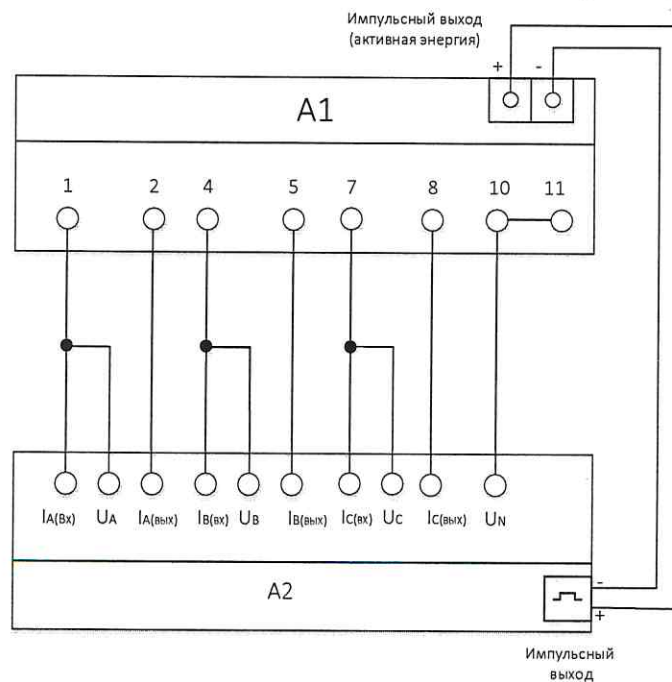 Импульсный выход
(активная энергия)
+ -
A1
1 2 4 5 7 8 10 11
IA(Вх) UA IA(вых) IB(вх) UB IB(вых) IC(вх) UC IC(вых) UN
A2
-
+
Импульсный
выход